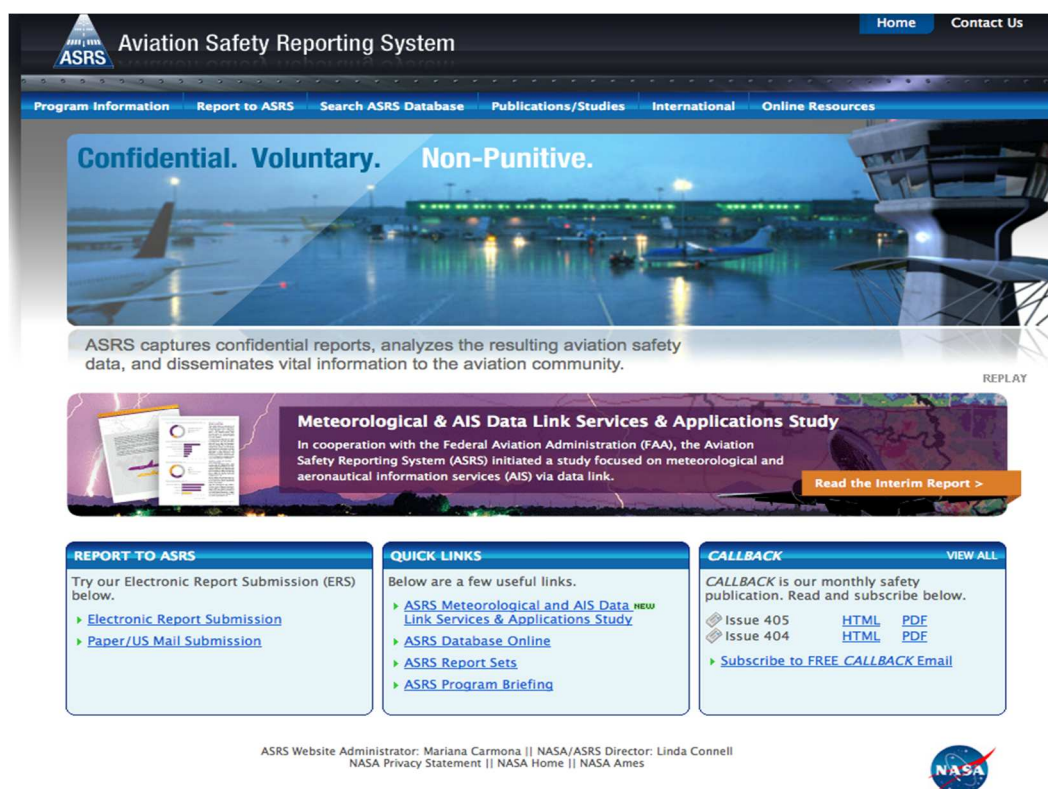 Home Contact Us
ASRS Aviation Safety Reporting System
Program Information Report to ASRS Search ASRS Database Publications/Studies International Online Resources
Confidential. Voluntary. Non-Punitive.
ASRS captures confidential reports, analyzes the resulting aviation safety
data, and disseminates vital information to the aviation community.
REPLAY
Meteorological & AIS Data Link Services & Applications Study
In cooperation with the Federal Aviation Administration (FAA), the Aviation
Safety Reporting System (ASRS) initiated a study focused on meteorological and
aeronautical information services (AIS) via data link.
Read the Interim Report >
REPORT TO ASRS
Try our Electronic Report Submission (ERS)
below.
Electronic Report Submission
Paper/US Mail Submission
QUICK LINKS
Below are a few useful links.
ASRS Meteorological and AIS Data NEW
Link Services & Applications Study
ASRS Database Online
ASRS Report Sets
ASRS Program Briefing
CALLBACK VIEW ALL
CALLBACK is our monthly safety
publication. Read and subscribe below.
Issue 405 HTML PDF
Issue 404 HTML PDF
Subscribe to FREE CALLBACK Email
ASRS Website Administrator: Mariana Carmona || NASA/ASRS Director: Linda Connell
NASA Privacy Statement || NASA Home || NASA Ames
NASA